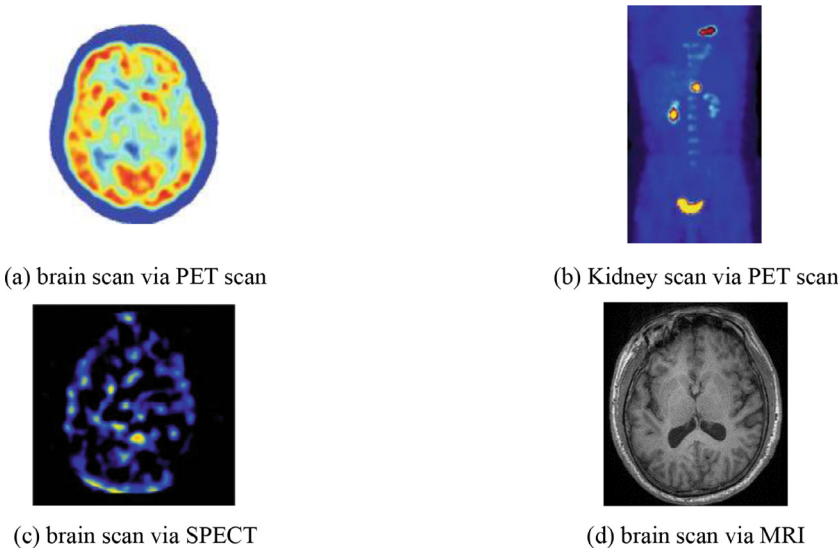 (a) brain scan via PET scan
(b) Kidney scan via PET scan
(c) brain scan via SPECT
(d) brain scan via MRI